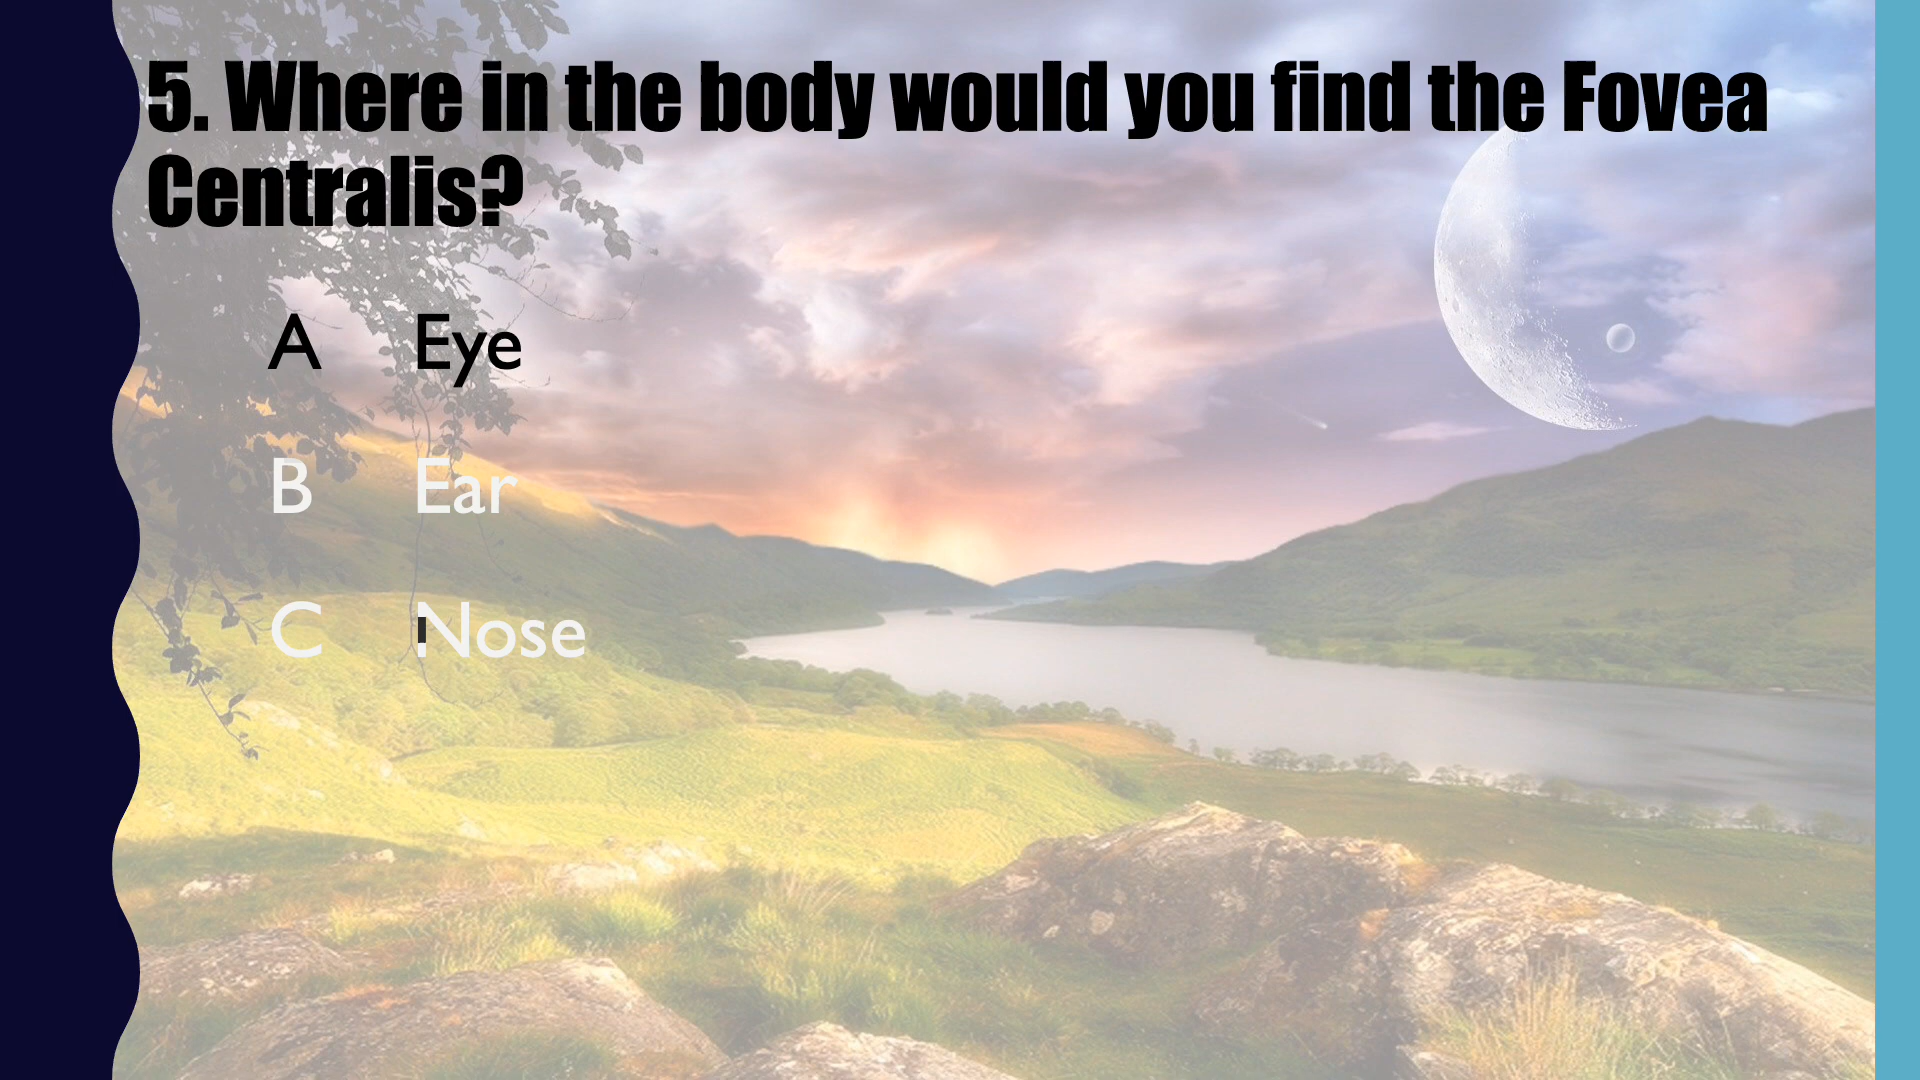 5. Where in the body would you find the Fovea
Centralis?
A Eye
B Ear
C Nose